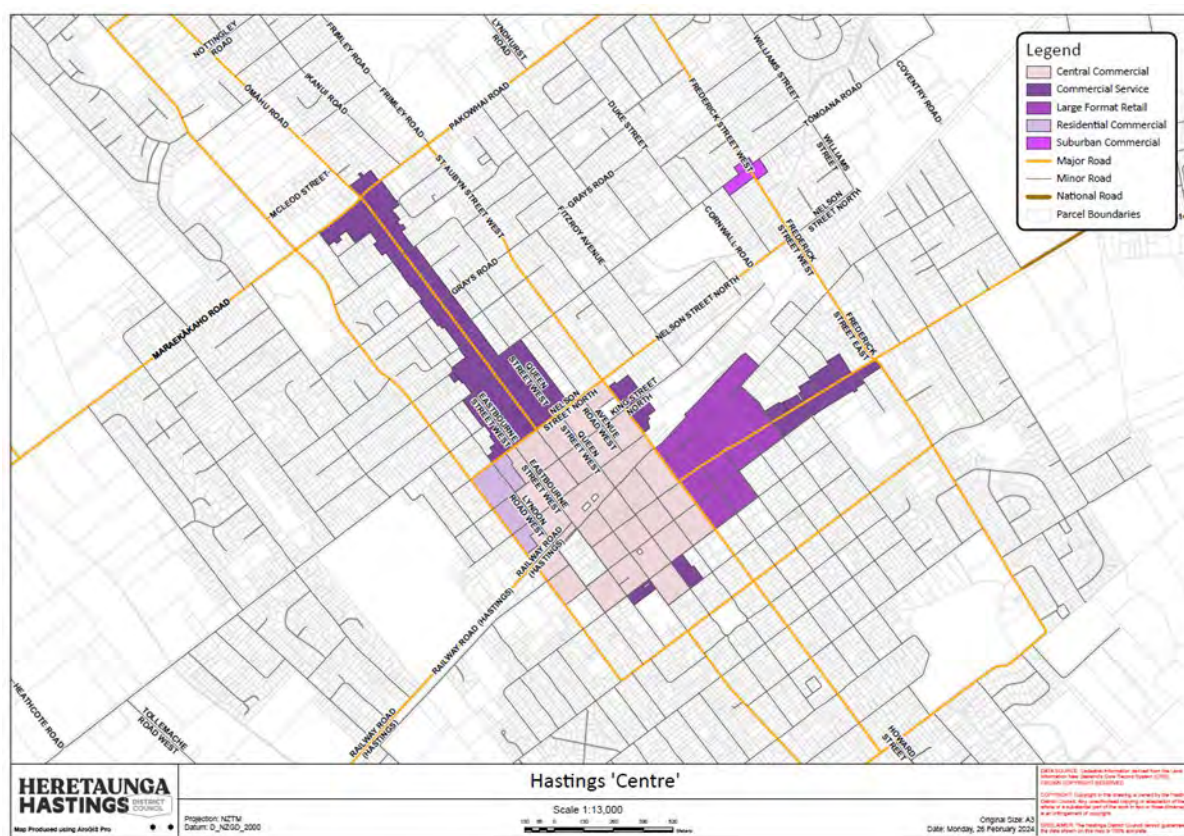 NOTTINGLEY
ROAD
FRIMLEY ROAD
IKANUI ROAD
ŌMĀHU ROAD
FRIMLEY ROAD
LYNDHURST
ROAD
PAKOWHAI ROAD
DUKE STREET
WILLIAMS STREET
FREDERICK STREET WEST
TŌMOANA ROAD
COVENTRY ROAD
WILLIAMS
STREET
MCLEOD STREET
ST AUBYN STREET WEST
GRAYS ROAD
FITZROY AVENUE
CORNWALL ROAD
NELSON
STREET NORTH
FREDERICK
STREET WEST
GRAYS ROAD
NELSON STREET NORTH
MARAEKĀKAHO ROAD
FREDERICK
STREET EAST
QUEEN
STREET WEST
NELSON
STREET NORTH
KING STREET
NORTH
AVENUE
ROAD WEST
EASTBOURNE
STREET WEST
QUEEN
STREET WEST
EASTBOURNE
STREET WEST
LYNDON
ROAD WEST
RAILWAY ROAD
(HASTINGS)
RAILWAY ROAD (HASTINGS)
RAILWAY ROAD
(HASTINGS)
HEATHCOTE ROAD
TOLLEMACHE
ROAD WEST
HOWARD
STREET
Legend
Central Commercial
Commercial Service
Large Format Retail
Residential Commercial
Suburban Commercial
Major Road
Minor Road
National Road
Parcel Boundaries
HERETAUNGA
HASTINGS DISTRICT COUNCIL
Map Produced using ArcGIS Pro
Projection: NZTM
Datum: D_NZGD_2000
Hastings 'Centre'
Scale 1:13,000
Original Size: A3
Date: Monday, 26 February 2024